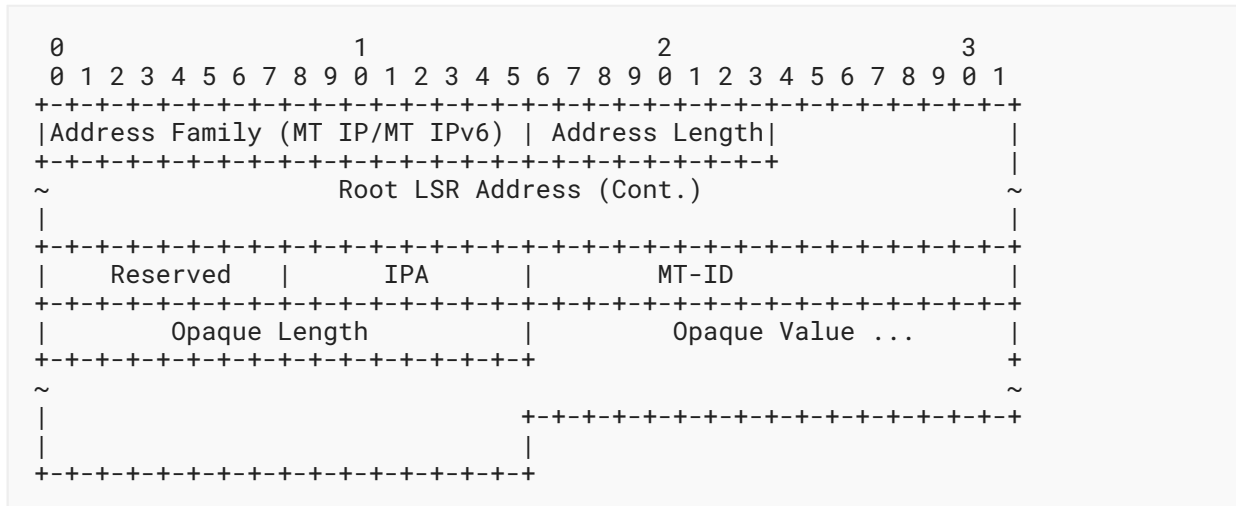 0                   1                   2                   3
 0 1 2 3 4 5 6 7 8 9 0 1 2 3 4 5 6 7 8 9 0 1 2 3 4 5 6 7 8 9 0 1
+-+-+-+-+-+-+-+-+-+-+-+-+-+-+-+-+-+-+-+-+-+-+-+-+-+-+-+-+-+-+-+-+
|Address Family (MT IP/MT IPv6) | Address Length|               |
+-+-+-+-+-+-+-+-+-+-+-+-+-+-+-+-+-+-+-+-+-+-+-+-+               |
~                   Root LSR Address (Cont.)                    ~
|                                                               |
+-+-+-+-+-+-+-+-+-+-+-+-+-+-+-+-+-+-+-+-+-+-+-+-+-+-+-+-+-+-+-+-+
|    Reserved   |      IPA      |        MT-ID                  |
+-+-+-+-+-+-+-+-+-+-+-+-+-+-+-+-+-+-+-+-+-+-+-+-+-+-+-+-+-+-+-+-+
|        Opaque Length          |         Opaque Value ...      |
+-+-+-+-+-+-+-+-+-+-+-+-+-+-+-+-+                               +
~                                                               ~
|                               +-+-+-+-+-+-+-+-+-+-+-+-+-+-+-+-+
|                               |
+-+-+-+-+-+-+-+-+-+-+-+-+-+-+-+-+